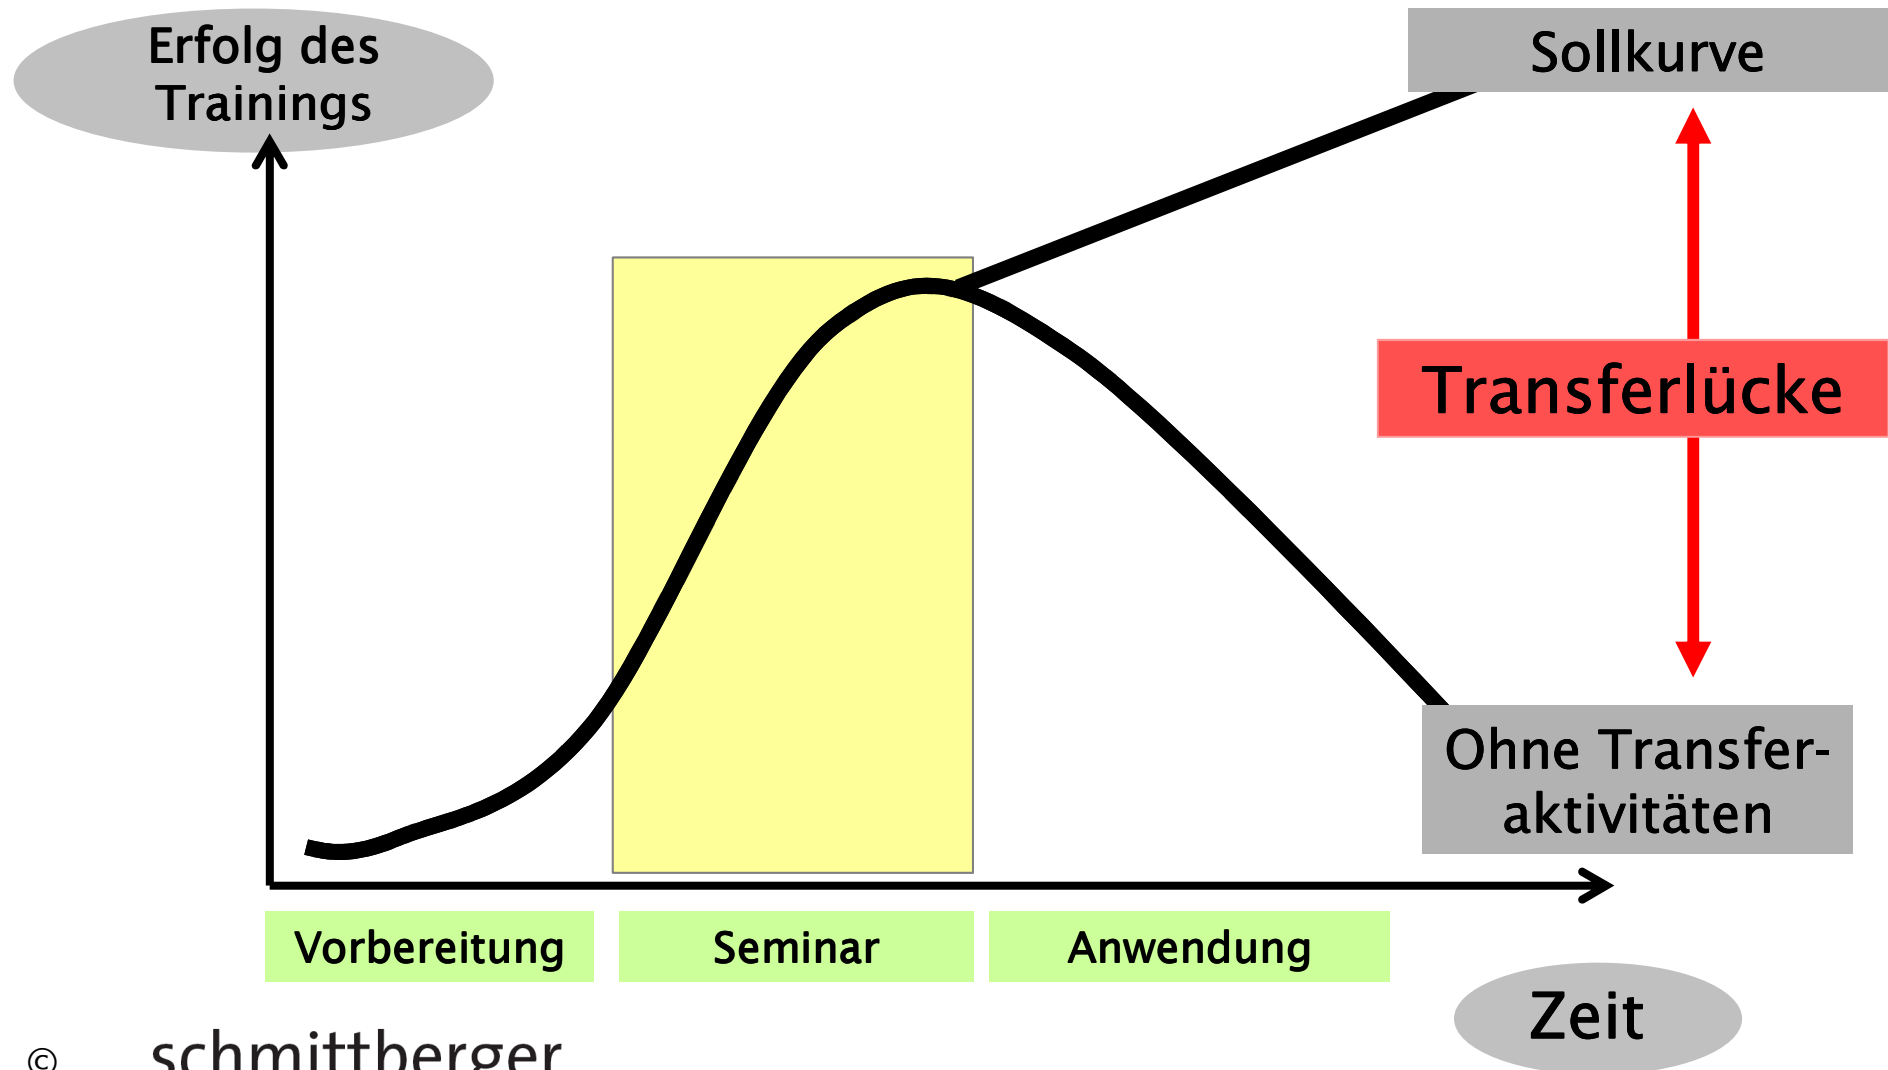 Erfolg des
Trainings
Sollkurve
Transferlücke
Ohne Transfer-
aktivitäten
Vorbereitung
Seminar
Anwendung
Zeit
© schmittberger